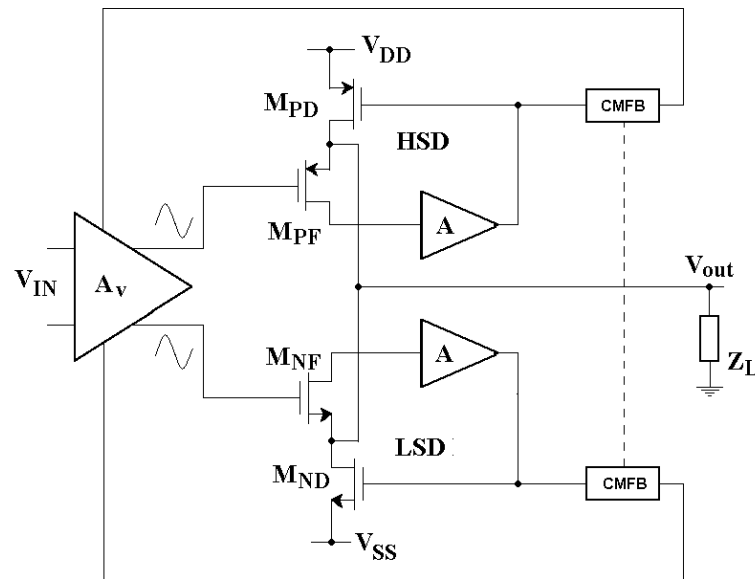 V_DD
M_PD
CMFB
HSD
M_PF
A
V_IN
A_v
V_out
M_NF
A
Z_L
LSD
M_ND
CMFB
V_SS